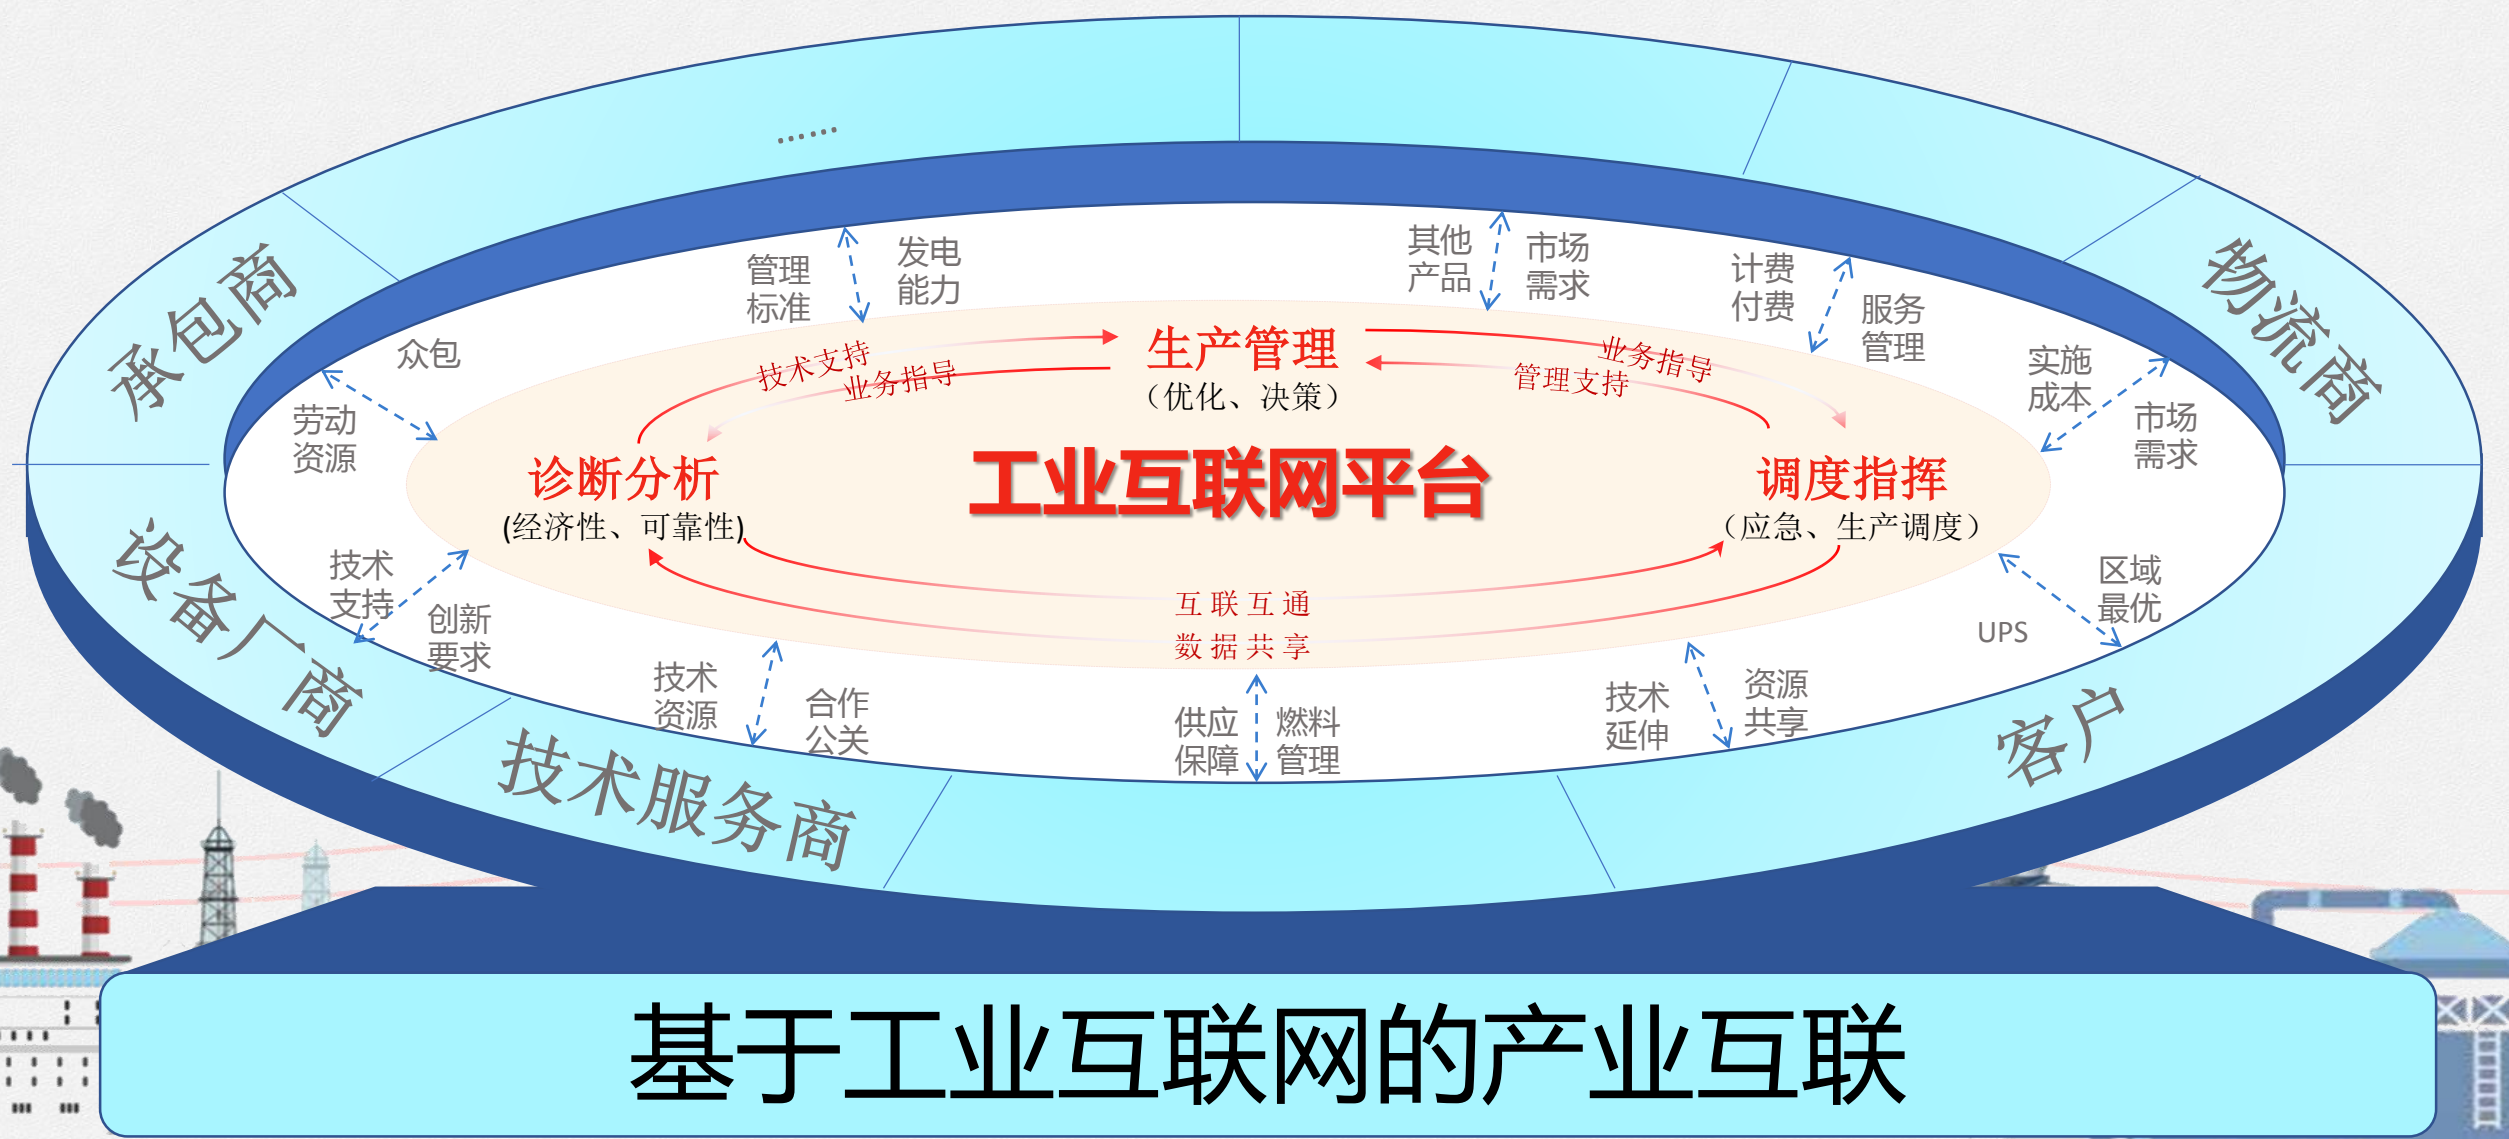 ……
承包商
物流商
设备厂商
技术服务商
客户
管理
标准
发电
能力
其他
产品
市场
需求
计费
付费
服务
管理
众包
劳动
资源
实施
成本
市场
需求
技术支持
业务指导
生产管理
（优化、决策）
业务指导
管理支持
工业互联网平台
诊断分析
(经济性、可靠性)
调度指挥
（应急、生产调度）
互联互通
数据共享
技术
支持
创新
要求
区域
最优
UPS
技术
资源
合作
公关
供应
保障
燃料
管理
技术
延伸
资源
共享
基于工业互联网的产业互联